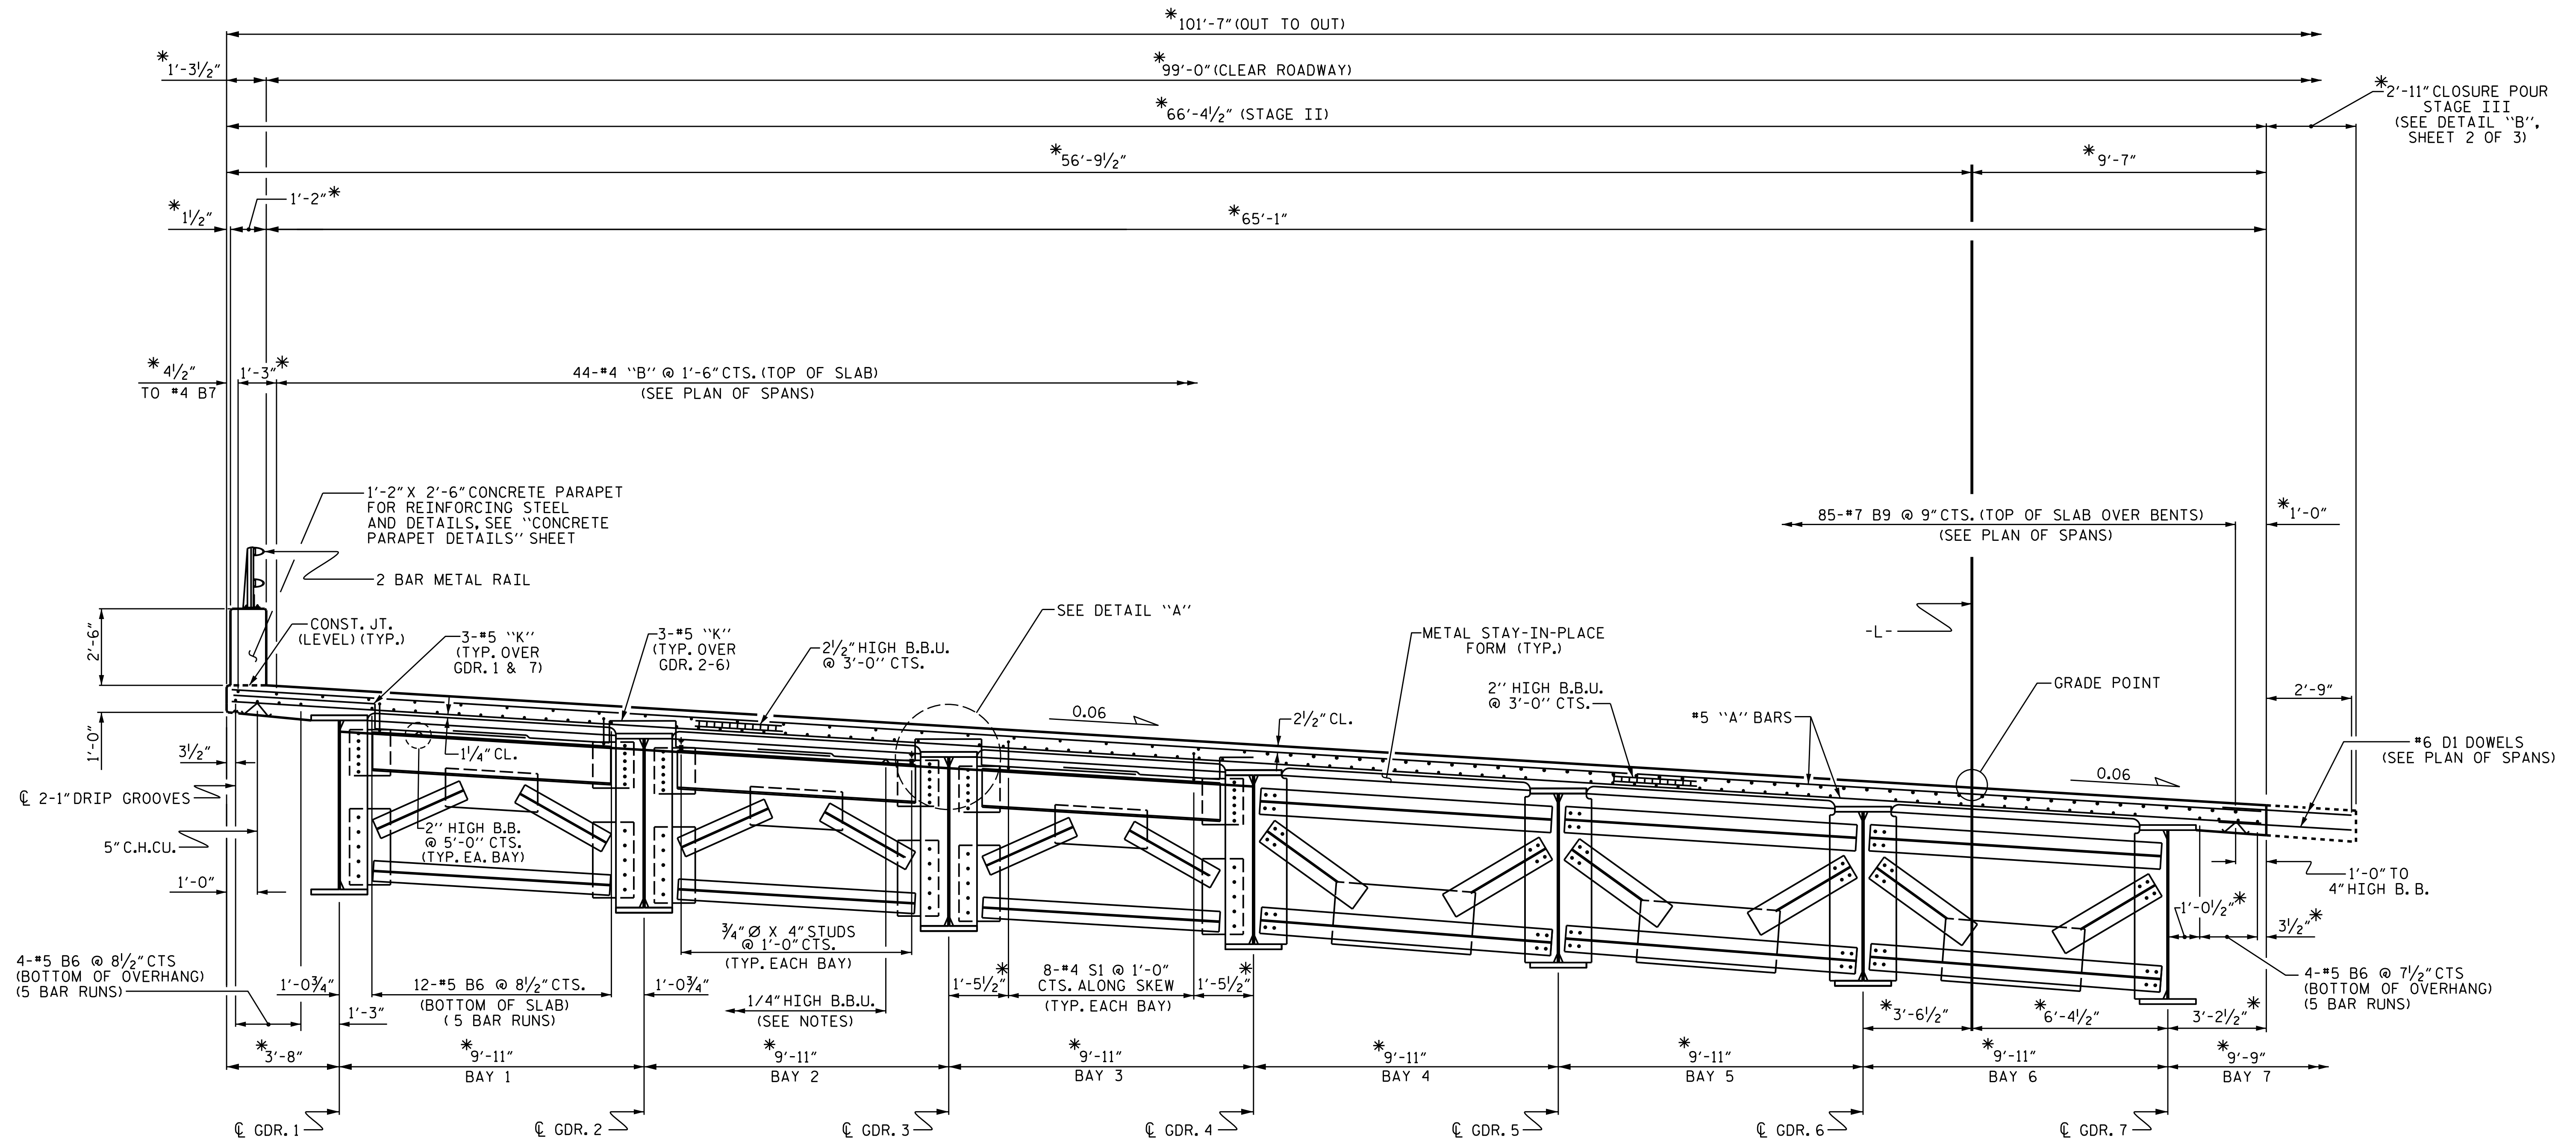 *101'-7" (OUT TO OUT)
*1'-3½"
*99'-0" (CLEAR ROADWAY)
*66'-4½" (STAGE II)
*2'-11" CLOSURE POUR
STAGE III
(SEE DETAIL "B",
SHEET 2 OF 3)
*56'-9½"
*9'-7"
*1½"
1'-2"*
*65'-1"
*4½"
TO #4 B7
1'-3"*
44-#4 "B" @ 1'-6" CTS. (TOP OF SLAB)
(SEE PLAN OF SPANS)
1'-2" X 2'-6" CONCRETE PARAPET
FOR REINFORCING STEEL
AND DETAILS, SEE "CONCRETE
PARAPET DETAILS" SHEET
2 BAR METAL RAIL
85-#7 B9 @ 9" CTS. (TOP OF SLAB OVER BENTS)
(SEE PLAN OF SPANS)
*1'-0"
2'-6"
CONST. JT.
(LEVEL) (TYP.)
3-#5 "K"
(TYP. OVER
GDR. 1 & 7)
3-#5 "K"
(TYP. OVER
GDR. 2-6)
2½" HIGH B.B.U.
@ 3'-0" CTS.
SEE DETAIL "A"
METAL STAY-IN-PLACE
FORM (TYP.)
-L-
GRADE POINT
2" HIGH B.B.U.
@ 3'-0" CTS.
#5 "A" BARS
2'-9"
0.06
2½" CL.
0.06
#6 D1 DOWELS
(SEE PLAN OF SPANS)
1'-0"
1¼" CL.
3½"
℄ 2-1" DRIP GROOVES
2" HIGH B.B.
@ 5'-0" CTS.
(TYP. EA. BAY)
5" C.H.CU.
1'-0"
1'-0" TO
4" HIGH B.B.
1'-0½"*
3½"*
¾" Ø X 4" STUDS
@ 1'-0" CTS.
(TYP. EACH BAY)
4-#5 B6 @ 8½" CTS
(BOTTOM OF OVERHANG)
(5 BAR RUNS)
1'-0¾"
12-#5 B6 @ 8½" CTS.
(BOTTOM OF SLAB)
( 5 BAR RUNS)
1'-0¾"
1'-3"
1/4" HIGH B.B.U.
(SEE NOTES)
1'-5½"*
8-#4 S1 @ 1'-0"
CTS. ALONG SKEW
(TYP. EACH BAY)
1'-5½"*
4-#5 B6 @ 7½" CTS
(BOTTOM OF OVERHANG)
(5 BAR RUNS)
*3'-6½"
*6'-4½"
3'-2½"*
*3'-8"
*9'-11"
BAY 1
*9'-11"
BAY 2
*9'-11"
BAY 3
*9'-11"
BAY 4
*9'-11"
BAY 5
*9'-11"
BAY 6
*9'-9"
BAY 7
℄ GDR. 1
℄ GDR. 2
℄ GDR. 3
℄ GDR. 4
℄ GDR. 5
℄ GDR. 6
℄ GDR. 7